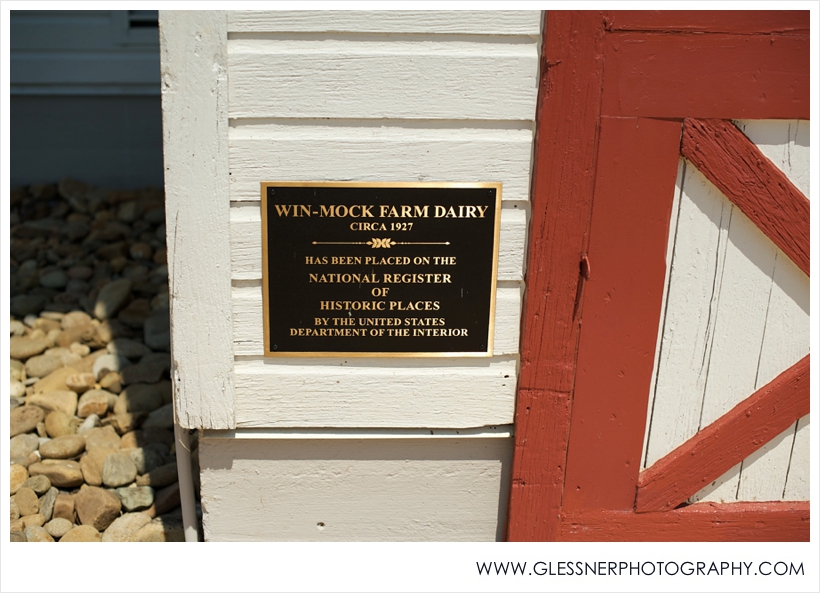 WIN-MOCK FARM DAIRY
CIRCA 1927
HAS BEEN PLACED ON THE
NATIONAL REGISTER
OF
HISTORIC PLACES
BY THE UNITED STATES
DEPARTMENT OF THE INTERIOR
WWW.GLESSNERPHOTOGRAPHY.COM